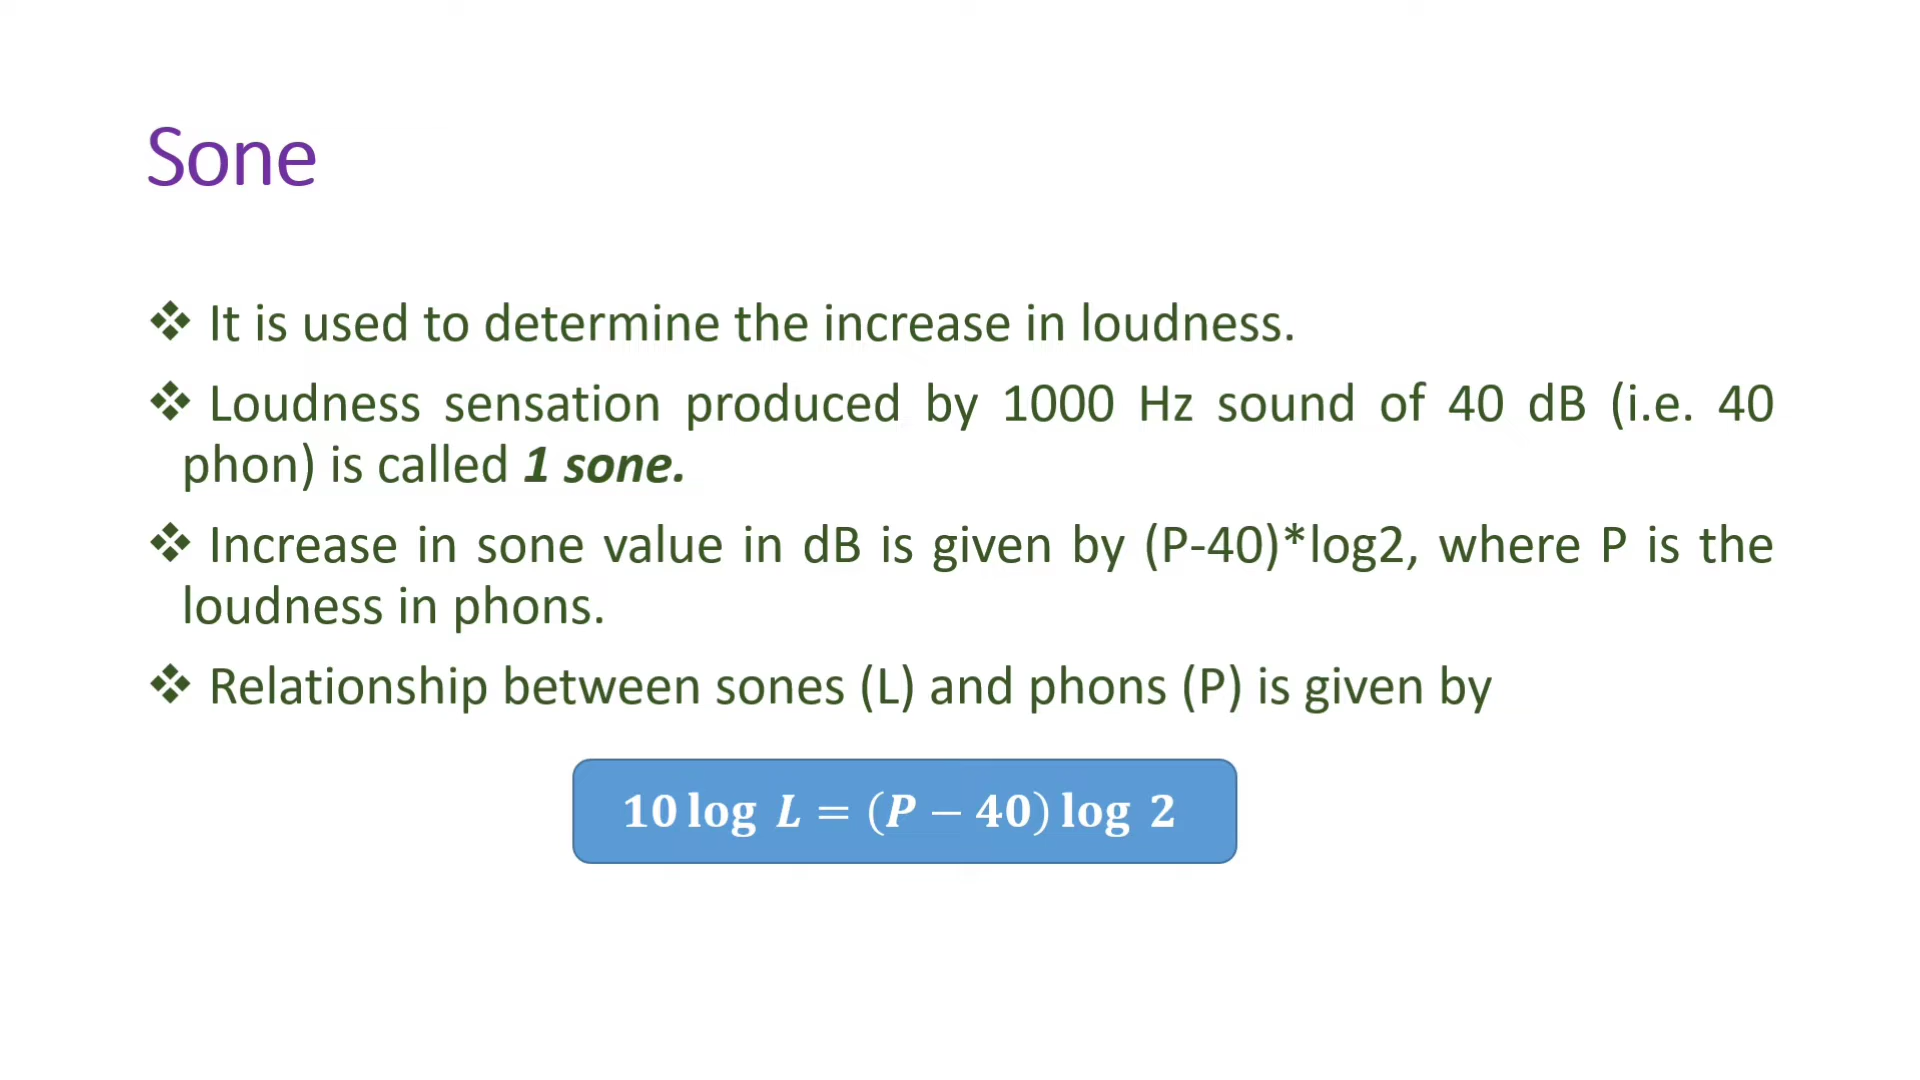 Sone
❖ It is used to determine the increase in loudness.
❖ Loudness sensation produced by 1000 Hz sound of 40 dB (i.e. 40
phon) is called 1 sone.
❖ Increase in sone value in dB is given by (P-40)*log2, where P is the
loudness in phons.
❖ Relationship between sones (L) and phons (P) is given by
10 log L = (P − 40) log 2